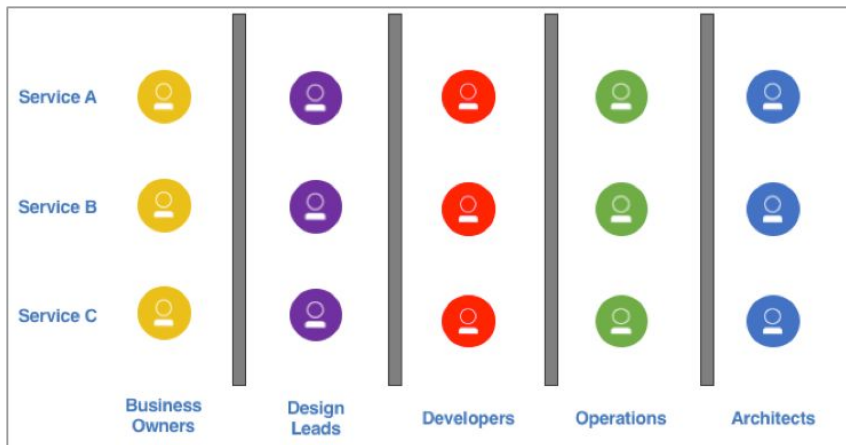 Service A
Service B
Service C
Business
Owners
Design
Leads
Developers
Operations
Architects